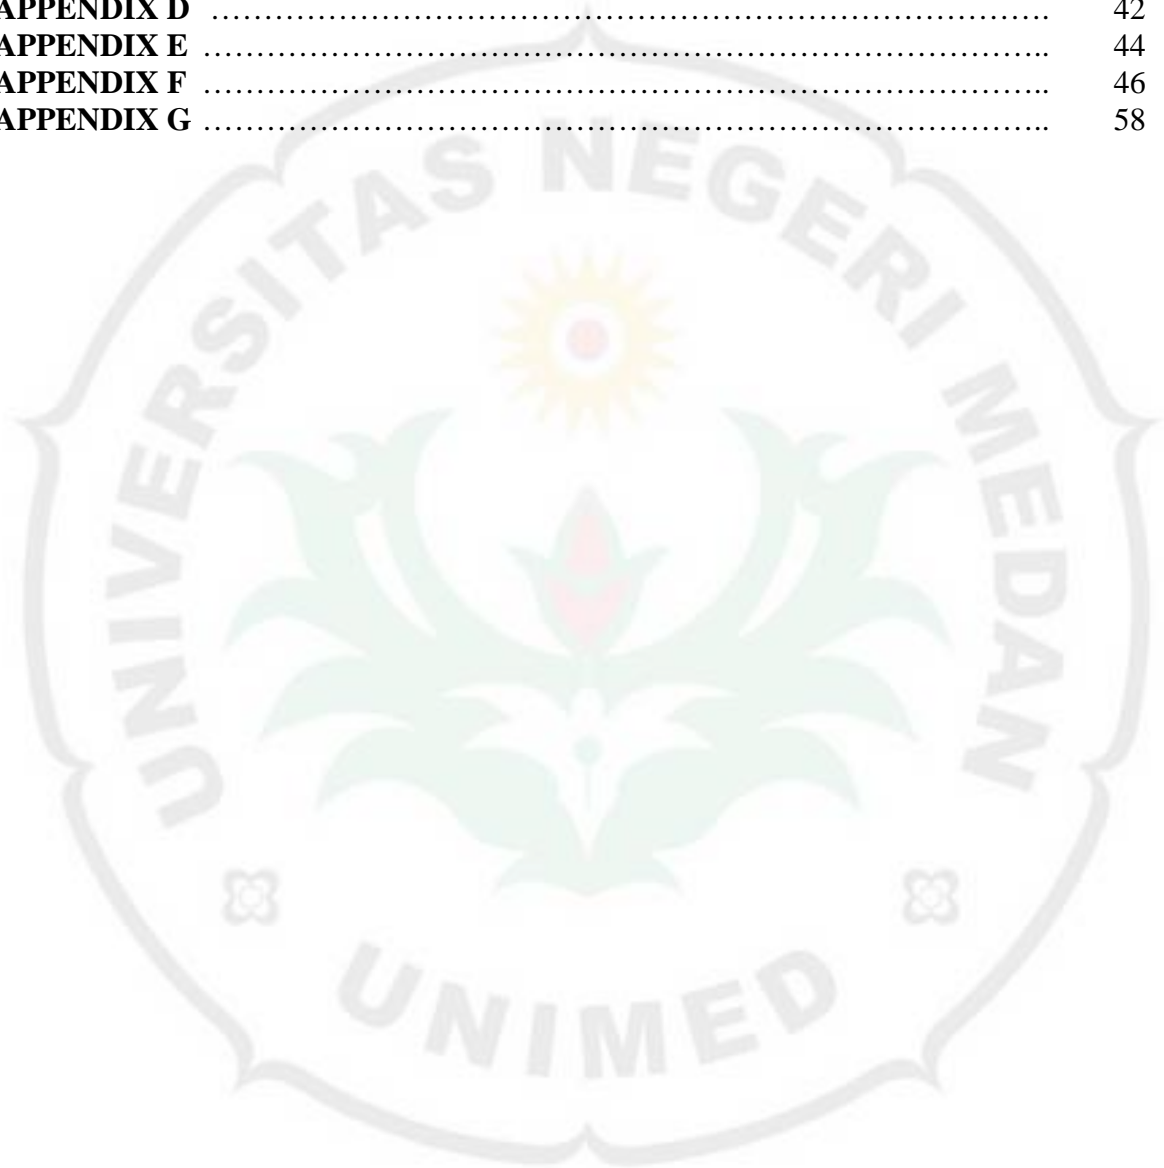 APPENDIX D …………………………………………………………………….. 42
APPENDIX E …………………………………………………………………….. 44
APPENDIX F …………………………………………………………………….. 46
APPENDIX G …………………………………………………………………….. 58
UNIVERSITAS NEGERI MEDAN
UNIMED